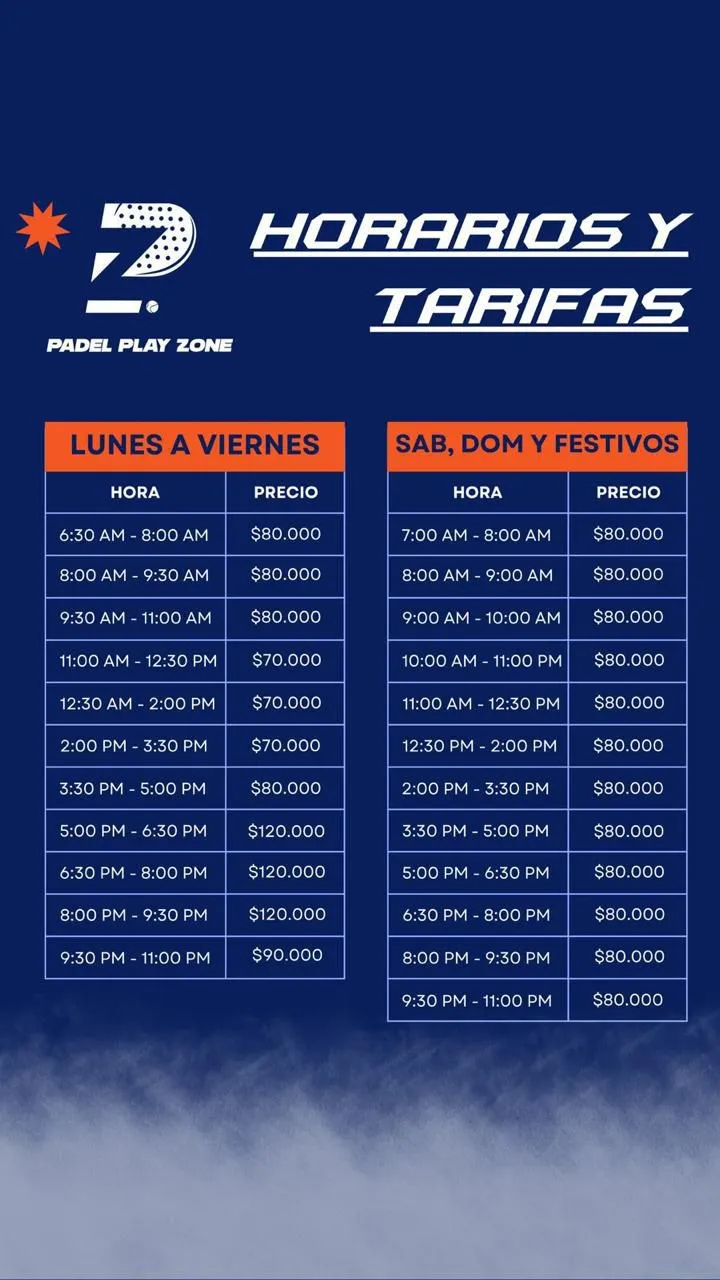 HORARIOS Y
TARIFAS
PADEL PLAY ZONE
LUNES A VIERNES
HORA PRECIO
6:30 AM - 8:00 AM $80.000
8:00 AM - 9:30 AM $80.000
9:30 AM - 11:00 AM $80.000
11:00 AM - 12:30 PM $70.000
12:30 AM - 2:00 PM $70.000
2:00 PM - 3:30 PM $70.000
3:30 PM - 5:00 PM $80.000
5:00 PM - 6:30 PM $120.000
6:30 PM - 8:00 PM $120.000
8:00 PM - 9:30 PM $120.000
9:30 PM - 11:00 PM $90.000
SAB, DOM Y FESTIVOS
HORA PRECIO
7:00 AM - 8:00 AM $80.000
8:00 AM - 9:00 AM $80.000
9:00 AM - 10:00 AM $80.000
10:00 AM - 11:00 PM $80.000
11:00 AM - 12:30 PM $80.000
12:30 PM - 2:00 PM $80.000
2:00 PM - 3:30 PM $80.000
3:30 PM - 5:00 PM $80.000
5:00 PM - 6:30 PM $80.000
6:30 PM - 8:00 PM $80.000
8:00 PM - 9:30 PM $80.000
9:30 PM - 11:00 PM $80.000